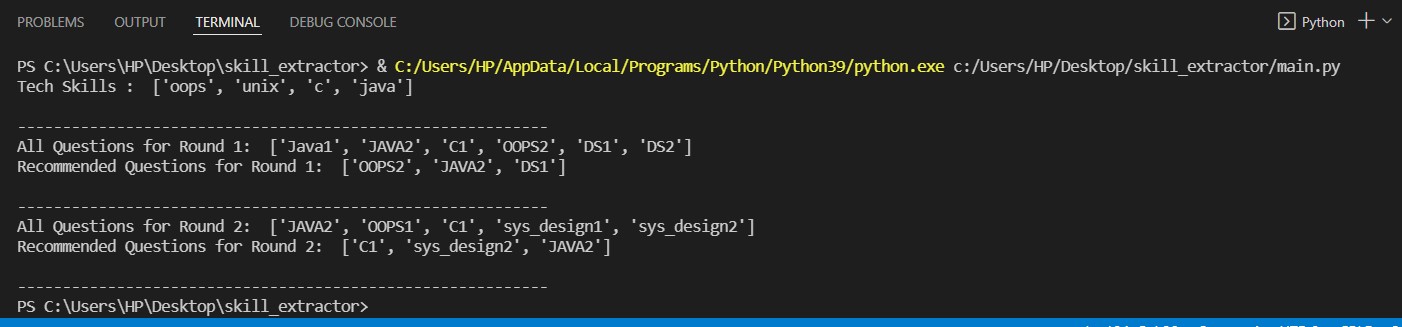 PROBLEMS OUTPUT TERMINAL DEBUG CONSOLE Python
PS C:\Users\HP\Desktop\skill_extractor> & C:/Users/HP/AppData/Local/Programs/Python/Python39/python.exe c:/Users/HP/Desktop/skill_extractor/main.py
Tech Skills :  ['oops', 'unix', 'c', 'java']
-----------------------------------------------------------
All Questions for Round 1:  ['Java1', 'JAVA2', 'C1', 'OOPS2', 'DS1', 'DS2']
Recommended Questions for Round 1:  ['OOPS2', 'JAVA2', 'DS1']
-----------------------------------------------------------
All Questions for Round 2:  ['JAVA2', 'OOPS1', 'C1', 'sys_design1', 'sys_design2']
Recommended Questions for Round 2:  ['C1', 'sys_design2', 'JAVA2']
-----------------------------------------------------------
PS C:\Users\HP\Desktop\skill_extractor>